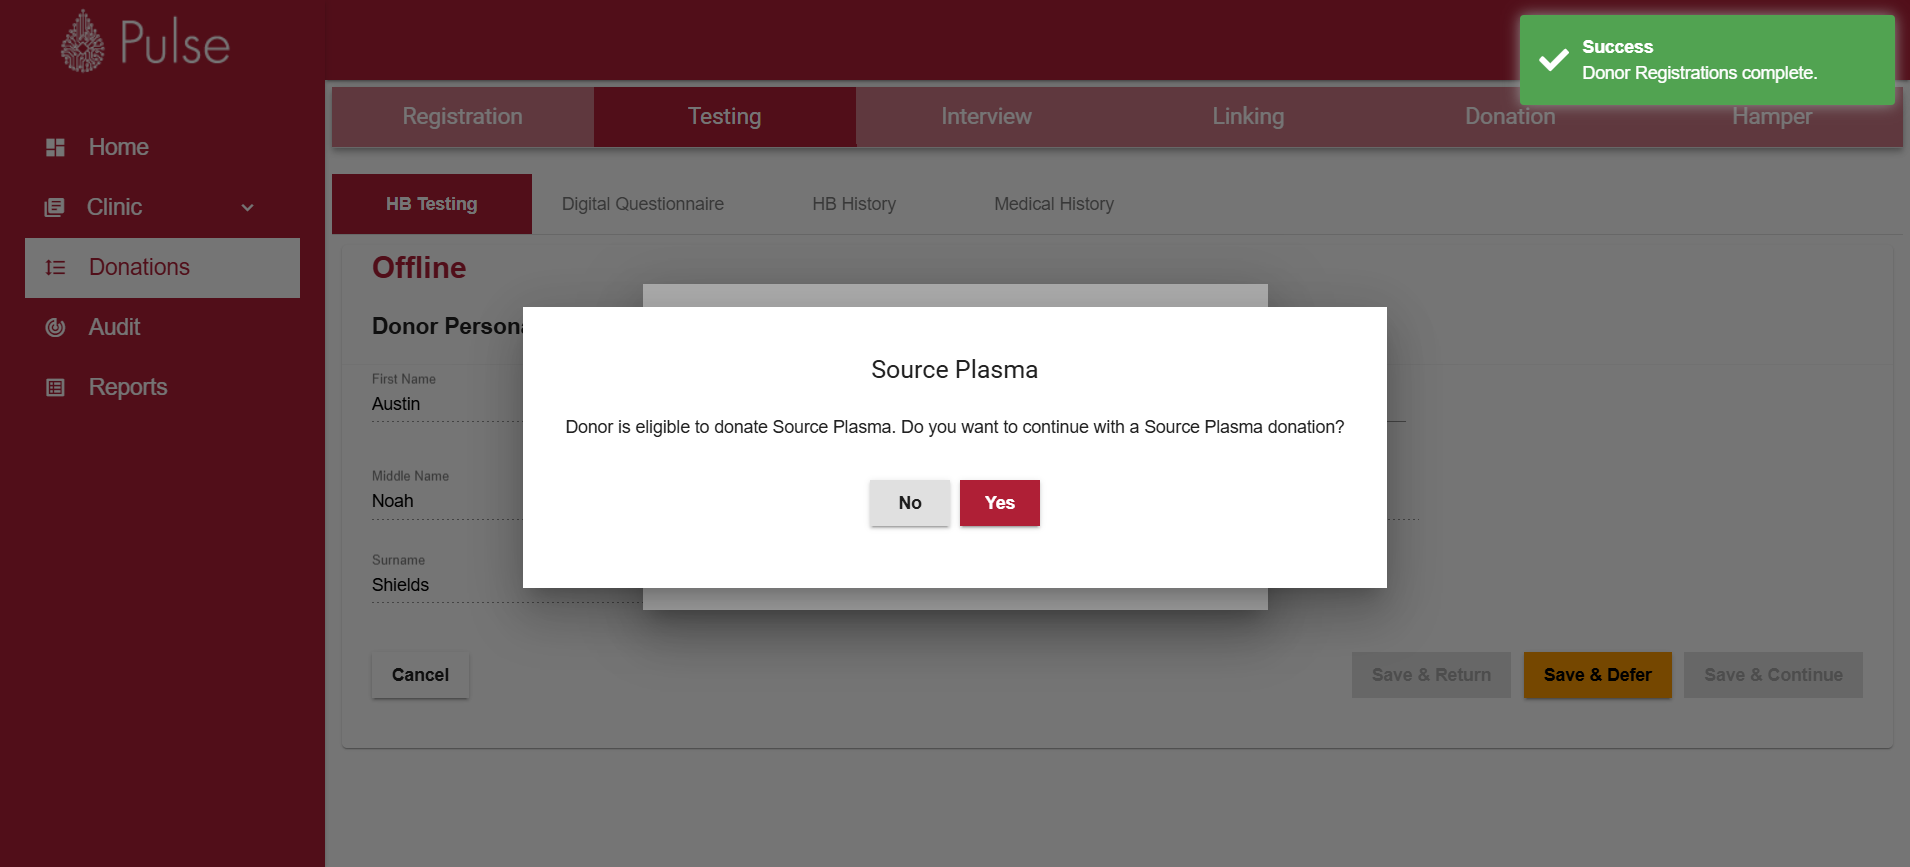 Pulse
Success
Donor Registrations complete.
Registration
Testing
Interview
Linking
Donation
Hamper
Home
Clinic
Donations
Audit
Reports
HB Testing
Digital Questionnaire
HB History
Medical History
Offline
Donor Persona
Source Plasma
Donor is eligible to donate Source Plasma. Do you want to continue with a Source Plasma donation?
No
Yes
First Name
Austin
Middle Name
Noah
Surname
Shields
Cancel
Save & Return
Save & Defer
Save & Continue